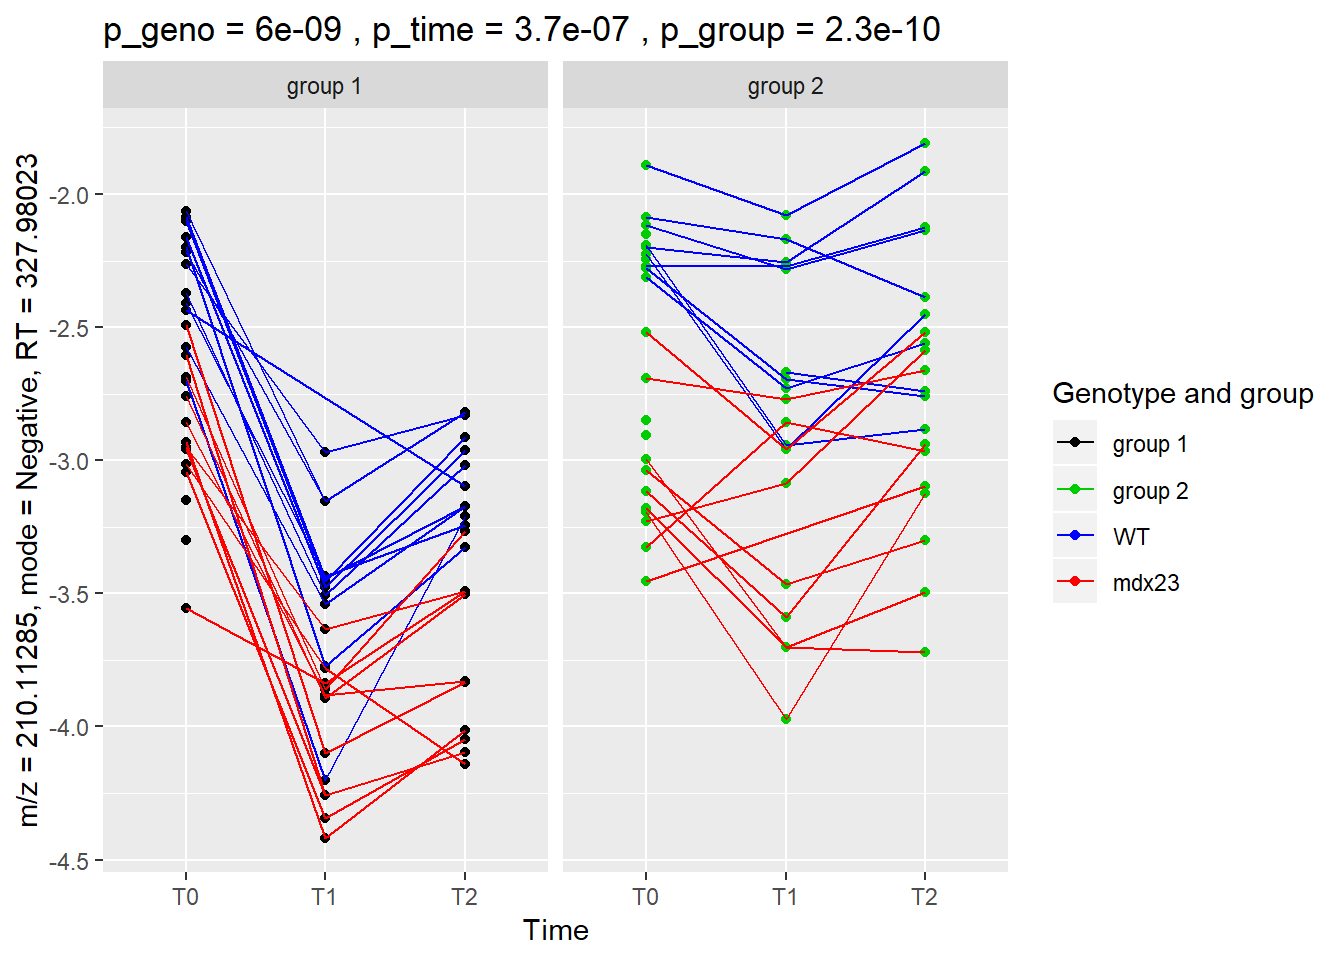 p_geno = 6e-09 , p_time = 3.7e-07 , p_group = 2.3e-10
group 1
group 2
m/z = 210.11285, mode = Negative, RT = 327.98023
-2.0
-2.5
-3.0
-3.5
-4.0
-4.5
T0
T1
T2
T0
T1
T2
Time
Genotype and group
group 1
group 2
WT
mdx23